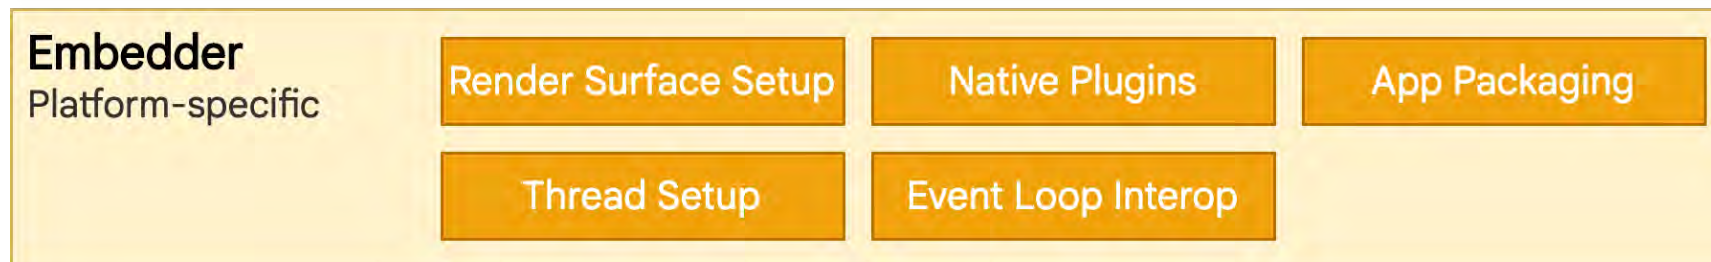 Embedder
Platform-specific
Render Surface Setup
Native Plugins
App Packaging
Thread Setup
Event Loop Interop